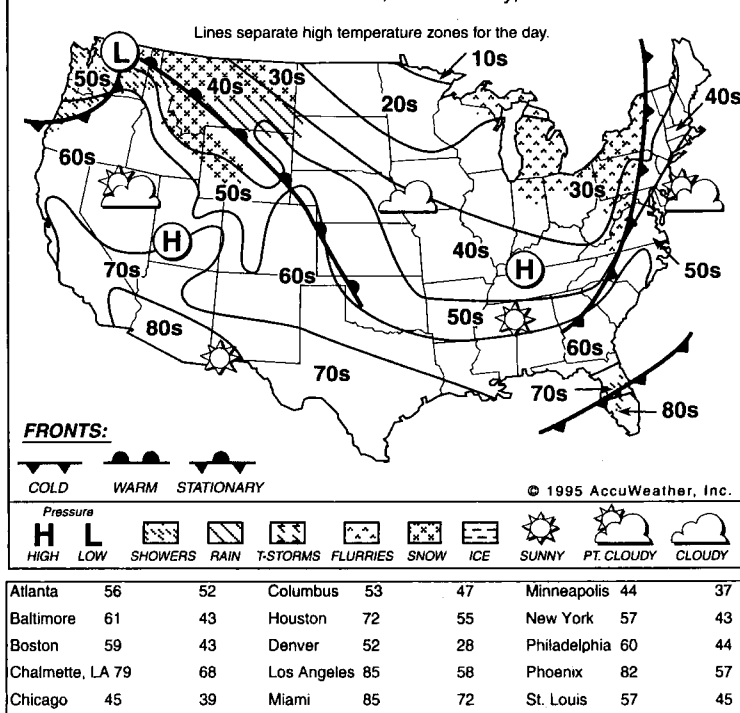 Lines separate high temperature zones for the day.
L
10s
50s
40s
30s
20s
40s
60s
30s
50s
H
40s
H
50s
70s
60s
50s
80s
60s
70s
70s
80s
FRONTS:
COLD WARM STATIONARY
© 1995 AccuWeather, Inc.
Pressure
H L
HIGH LOW SHOWERS RAIN T-STORMS FLURRIES SNOW ICE SUNNY PT. CLOUDY CLOUDY
Atlanta 56 52 Columbus 53 47 Minneapolis 44 37
Baltimore 61 43 Houston 72 55 New York 57 43
Boston 59 43 Denver 52 28 Philadelphia 60 44
Chalmette, LA 79 68 Los Angeles 85 58 Phoenix 82 57
Chicago 45 39 Miami 85 72 St. Louis 57 45